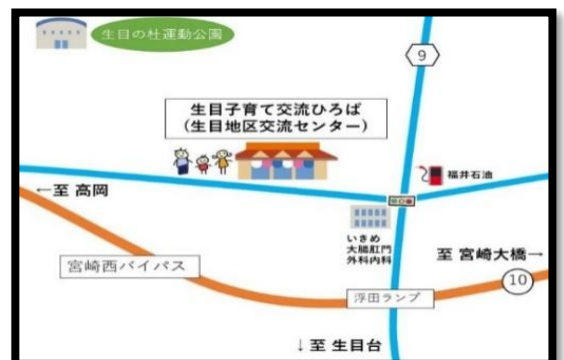 生目の杜運動公園
9
生目子育て交流ひろば
(生目地区交流センター)
福井石油
←至 高岡
いきめ
大腸肛門
外科内科
至 宮崎大橋→
宮崎西バイパス
10
浮田ランプ
↓至 生目台